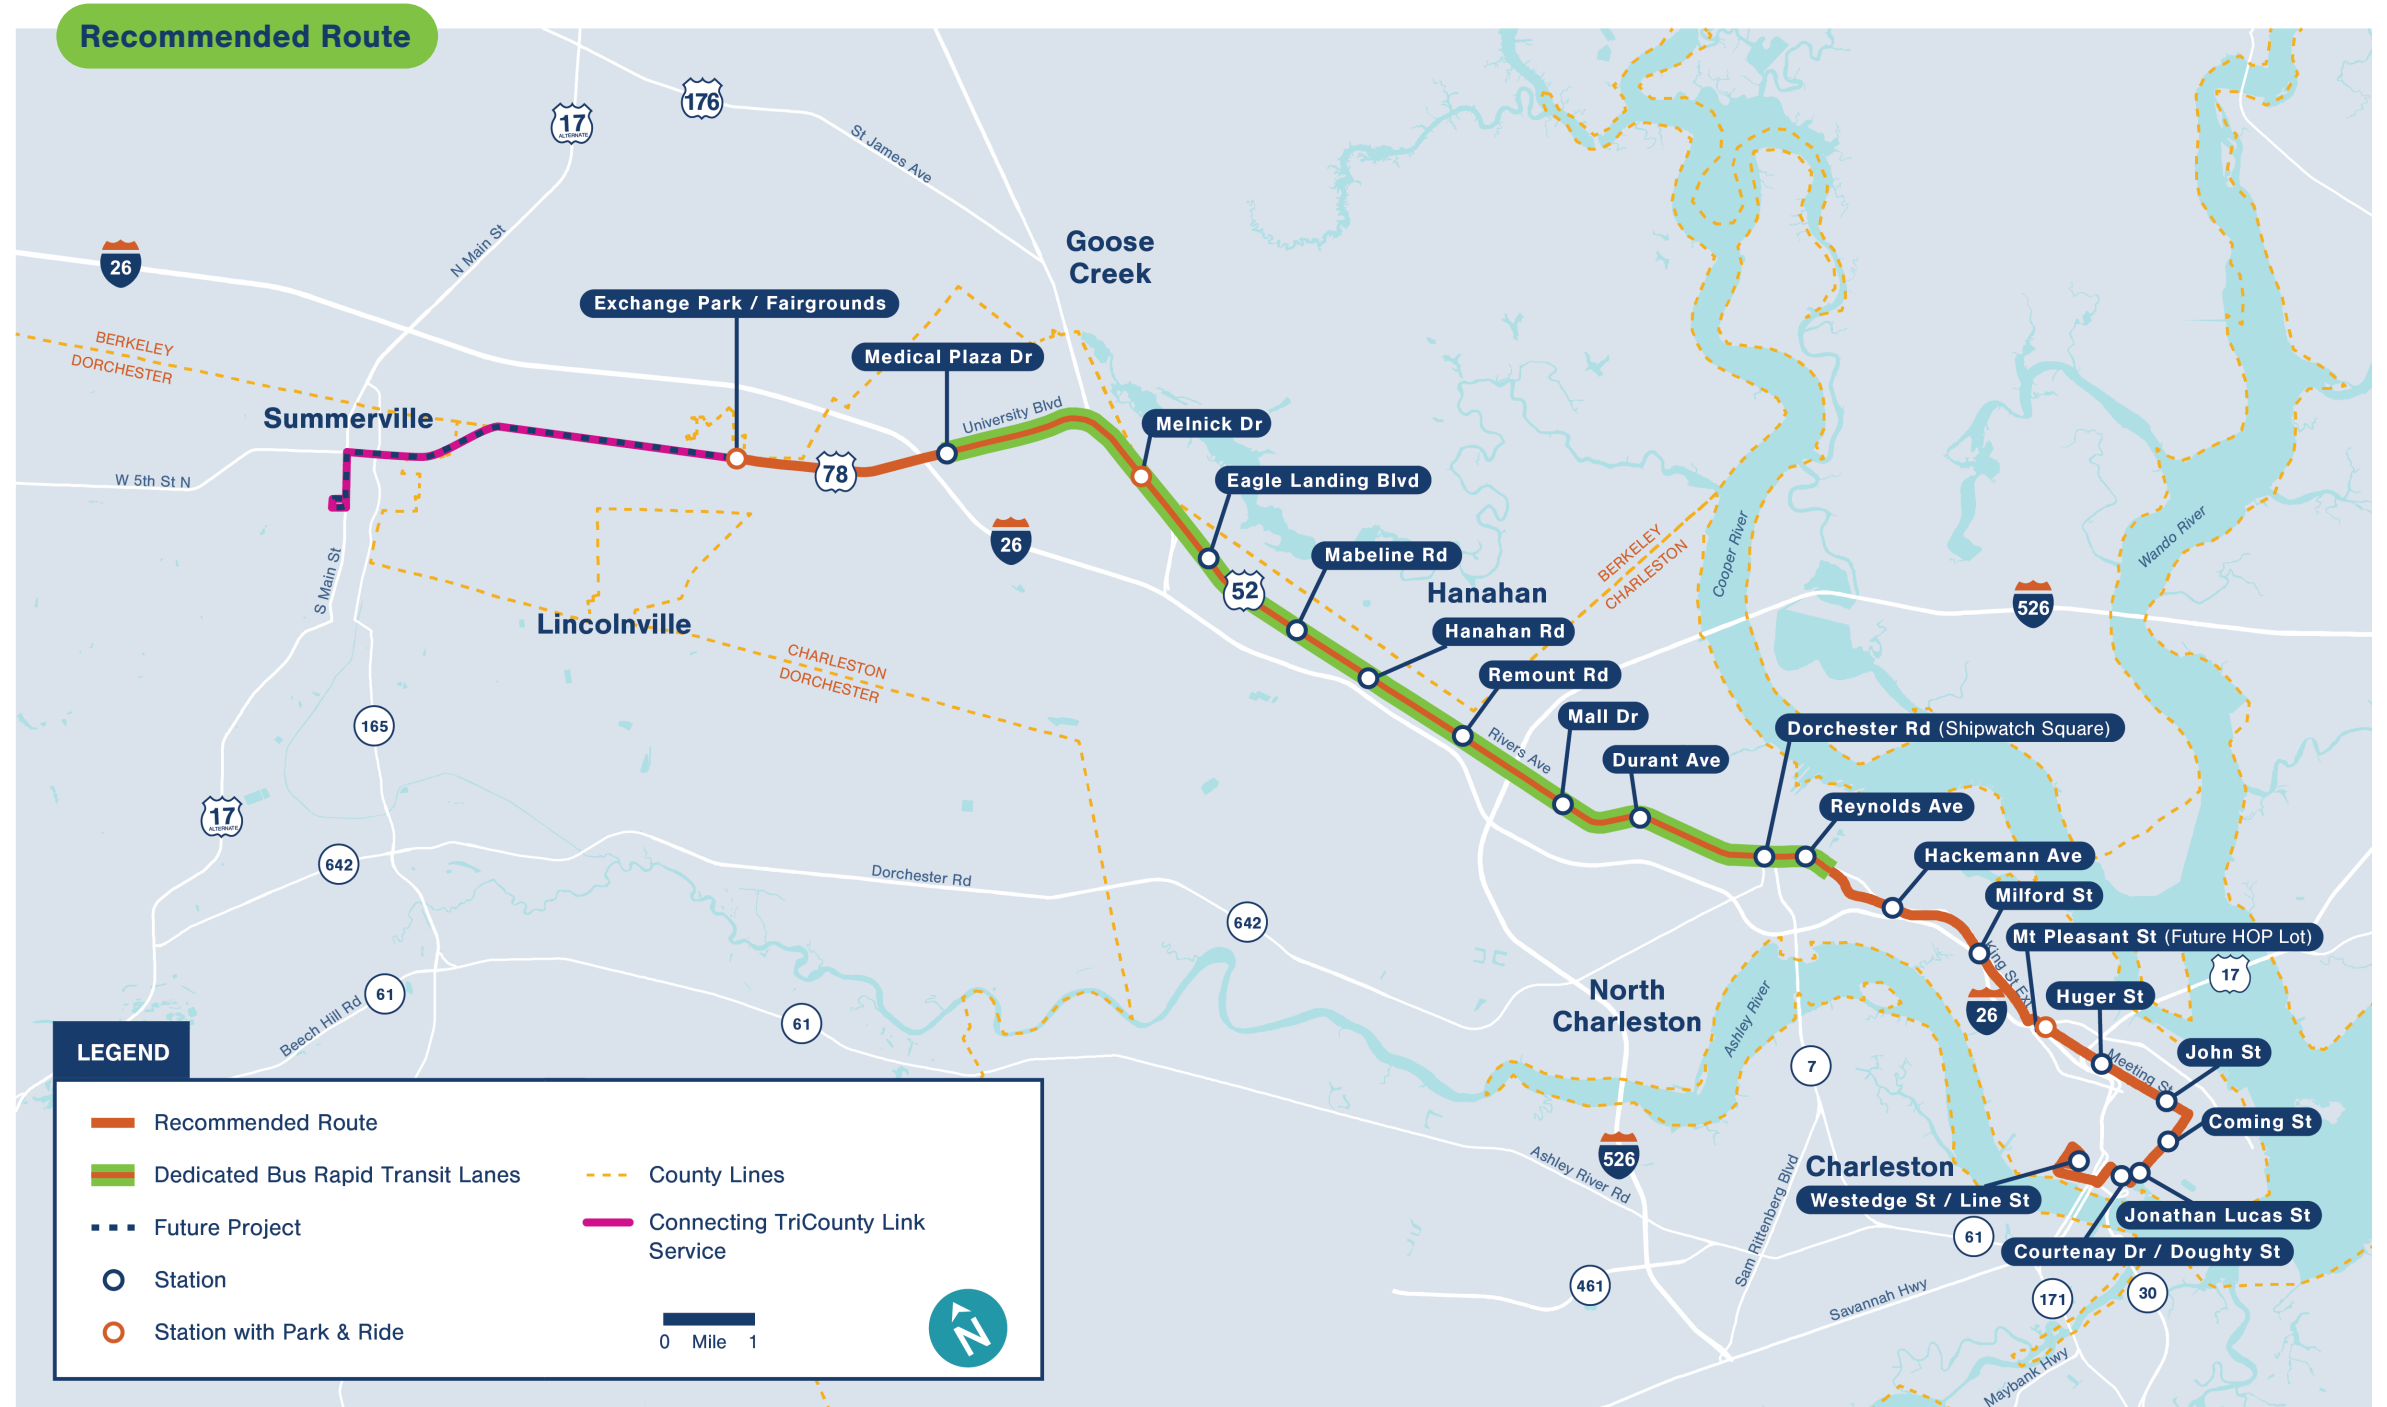 Recommended Route
17
ALTERNATE
176
St James Ave
N Main St
26
Goose
Creek
Exchange Park / Fairgrounds
BERKELEY
DORCHESTER
Medical Plaza Dr
Summerville
University Blvd
Melnick Dr
78
W 5th St N
Eagle Landing Blvd
26
S Main St
Mabeline Rd
52
Hanahan
BERKELEY
CHARLESTON
Cooper River
Wando River
526
Lincolnville
Hanahan Rd
CHARLESTON
DORCHESTER
Remount Rd
Mall Dr
Rivers Ave
Dorchester Rd (Shipwatch Square)
165
Durant Ave
Reynolds Ave
17
ALTERNATE
642
Dorchester Rd
Hackemann Ave
Milford St
642
Mt Pleasant St (Future HOP Lot)
King St Ex
17
61
Beech Hill Rd
61
North
Charleston
Ashley River
26
Huger St
Meeting St
John St
7
Coming St
526
Ashley River Rd
Charleston
Westedge St / Line St
Sam Rittenberg Blvd
Jonathan Lucas St
61
Courtenay Dr / Doughty St
461
Savannah Hwy
171
30
Maybank Hwy
LEGEND
Recommended Route
Dedicated Bus Rapid Transit Lanes
Future Project
Station
Station with Park & Ride
County Lines
Connecting TriCounty Link
Service
0 Mile 1
N